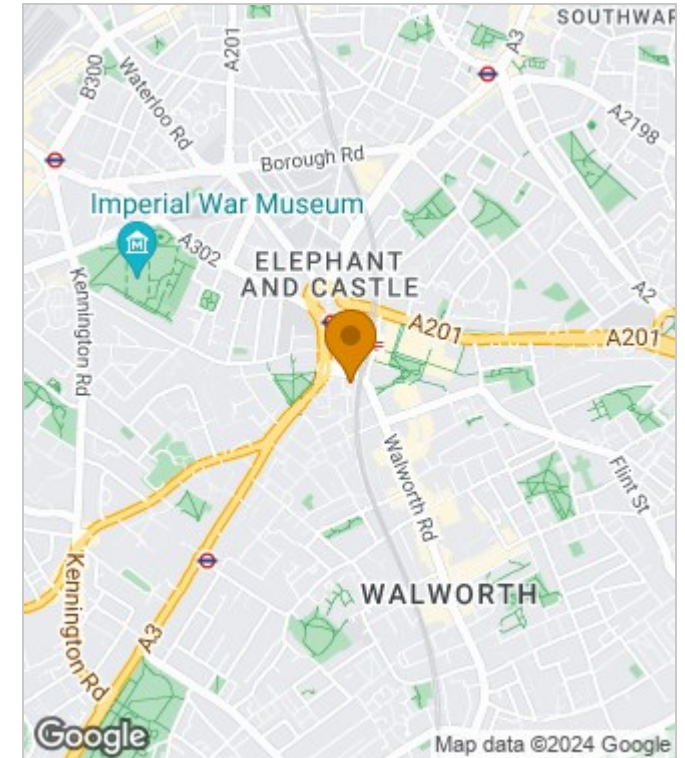 SOUTHWAR
A3
A201
B300
Waterloo Rd
A2198
Borough Rd
Imperial War Museum
M
A302
ELEPHANT
AND CASTLE
Kennington Rd
A2
A201
A201
Walworth Rd
Flint St
WALWORTH
Kennington Rd
A3
Google
Map data ©2024 Google